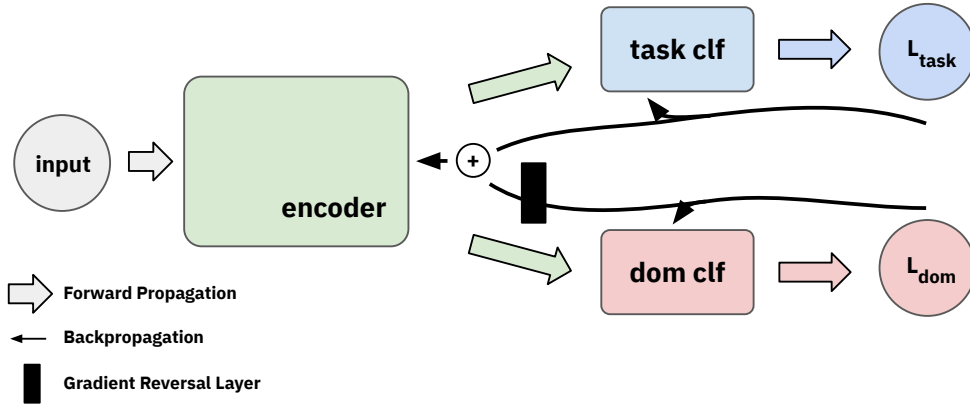 task clf
L_task
input
+
encoder
dom clf
L_dom
Forward Propagation
Backpropagation
Gradient Reversal Layer